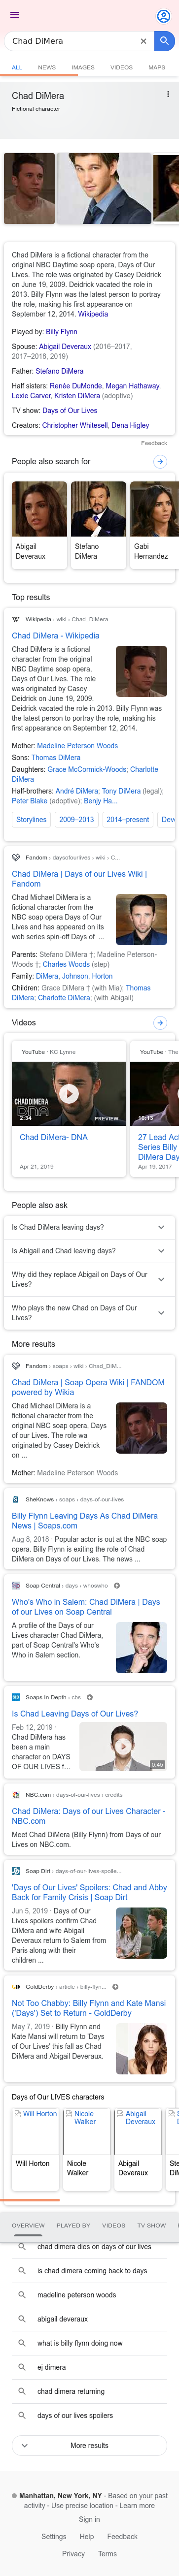 Chad DiMera
ALL NEWS IMAGES VIDEOS MAPS
Chad DiMera
Fictional character
Chad DiMera is a fictional character from the
original NBC daytime soap opera, Days of Our
Lives. The role was originated by Casey Deidrick
on June 19, 2009. Deidrick vacated the role in
2013. Billy Flynn was the latest person to portray
the role, making his first appearance on
September 12, 2014. Wikipedia
Played by: Billy Flynn
Spouse: Abigail Deveraux (2016–2017,
2017–2018, 2019)
Father: Stefano DiMera
Half sisters: Renée DuMonde, Megan Hathaway,
Lexie Carver, Kristen DiMera (adoptive)
TV show: Days of Our Lives
Creators: Christopher Whitesell, Dena Higley
Feedback
People also search for
Abigail
Deveraux
Stefano
DiMera
Gabi
Hernandez
Top results
Wikipedia › wiki › Chad_DiMera
Chad DiMera - Wikipedia
Chad DiMera is a fictional
character from the original
NBC daytime soap opera,
Days of Our Lives. The role
was originated by Casey
Deidrick on June 19, 2009.
Deidrick vacated the role in 2013. Billy Flynn was
the latest person to portray the role, making his
first appearance on September 12, 2014.
Mother: Madeline Peterson Woods
Sons: Thomas DiMera
Daughters: Grace McCormick-Woods; Charlotte
DiMera
Half-brothers: André DiMera; Tony DiMera (legal);
Peter Blake (adoptive); Benjy Ha...
Storylines 2009–2013 2014–present Dev
Fandom › daysofourlives › wiki › C...
Chad DiMera | Days of our Lives Wiki |
Fandom
Chad Michael DiMera is a
fictional character from the
NBC soap opera Days of Our
Lives and has appeared on its
web series spin-off Days of ...
Parents: Stefano DiMera †; Madeline Peterson-
Woods †; Charles Woods (step)
Family: DiMera, Johnson, Horton
Children: Grace DiMera † (with Mia); Thomas
DiMera; Charlotte DiMera; (with Abigail)
Videos
YouTube · KC Lynne
CHAD DIMERA
DNA
2:34
PREVIEW
Chad DiMera- DNA
Apr 21, 2019
YouTube · The
10:15
27 Lead Act
Series Billy
DiMera Day
Apr 19, 2017
People also ask
Is Chad DiMera leaving days?
Is Abigail and Chad leaving days?
Why did they replace Abigail on Days of Our
Lives?
Who plays the new Chad on Days of Our
Lives?
More results
Fandom › soaps › wiki › Chad_DiM...
Chad DiMera | Soap Opera Wiki | FANDOM
powered by Wikia
Chad Michael DiMera is a
fictional character from the
original NBC soap opera, Days
of Our Lives. The role wa
originated by Casey Deidrick
on ...
Mother: Madeline Peterson Woods
SheKnows › soaps › days-of-our-lives
Billy Flynn Leaving Days As Chad DiMera
News | Soaps.com
Aug 8, 2018 · Popular actor is out at the NBC soap
opera. Billy Flynn is exiting the role of Chad
DiMera on Days of our Lives. The news ...
Soap Central › days › whoswho
Who's Who in Salem: Chad DiMera | Days
of our Lives on Soap Central
A profile of the Days of our
Lives character Chad DiMera,
part of Soap Central's Who's
Who in Salem section.
Soaps In Depth › cbs
Is Chad Leaving Days of Our Lives?
Feb 12, 2019 ·
Chad DiMera has
been a main
character on DAYS
OF OUR LIVES f...
0:45
NBC.com › days-of-our-lives › credits
Chad DiMera: Days of our Lives Character -
NBC.com
Meet Chad DiMera (Billy Flynn) from Days of our
Lives on NBC.com.
Soap Dirt › days-of-our-lives-spoile...
'Days of Our Lives' Spoilers: Chad and Abby
Back for Family Crisis | Soap Dirt
Jun 5, 2019 · Days of Our
Lives spoilers confirm Chad
DiMera and wife Abigail
Deveraux return to Salem from
Paris along with their
children ...
GoldDerby › article › billy-flyn...
Not Too Chabby: Billy Flynn and Kate Mansi
('Days') Set to Return - GoldDerby
May 7, 2019 · Billy Flynn and
Kate Mansi will return to 'Days
of Our Lives' this fall as Chad
DiMera and Abigail Deveraux.
Days of Our LIVES characters
Will Horton
Nicole
Walker
Abigail
Deveraux
Will Horton
Nicole
Walker
Abigail
Deveraux
OVERVIEW PLAYED BY VIDEOS TV SHOW
chad dimera dies on days of our lives
is chad dimera coming back to days
madeline peterson woods
abigail deveraux
what is billy flynn doing now
ej dimera
chad dimera returning
days of our lives spoilers
More results
Manhattan, New York, NY - Based on your past
activity - Use precise location - Learn more
Sign in
Settings Help Feedback
Privacy Terms